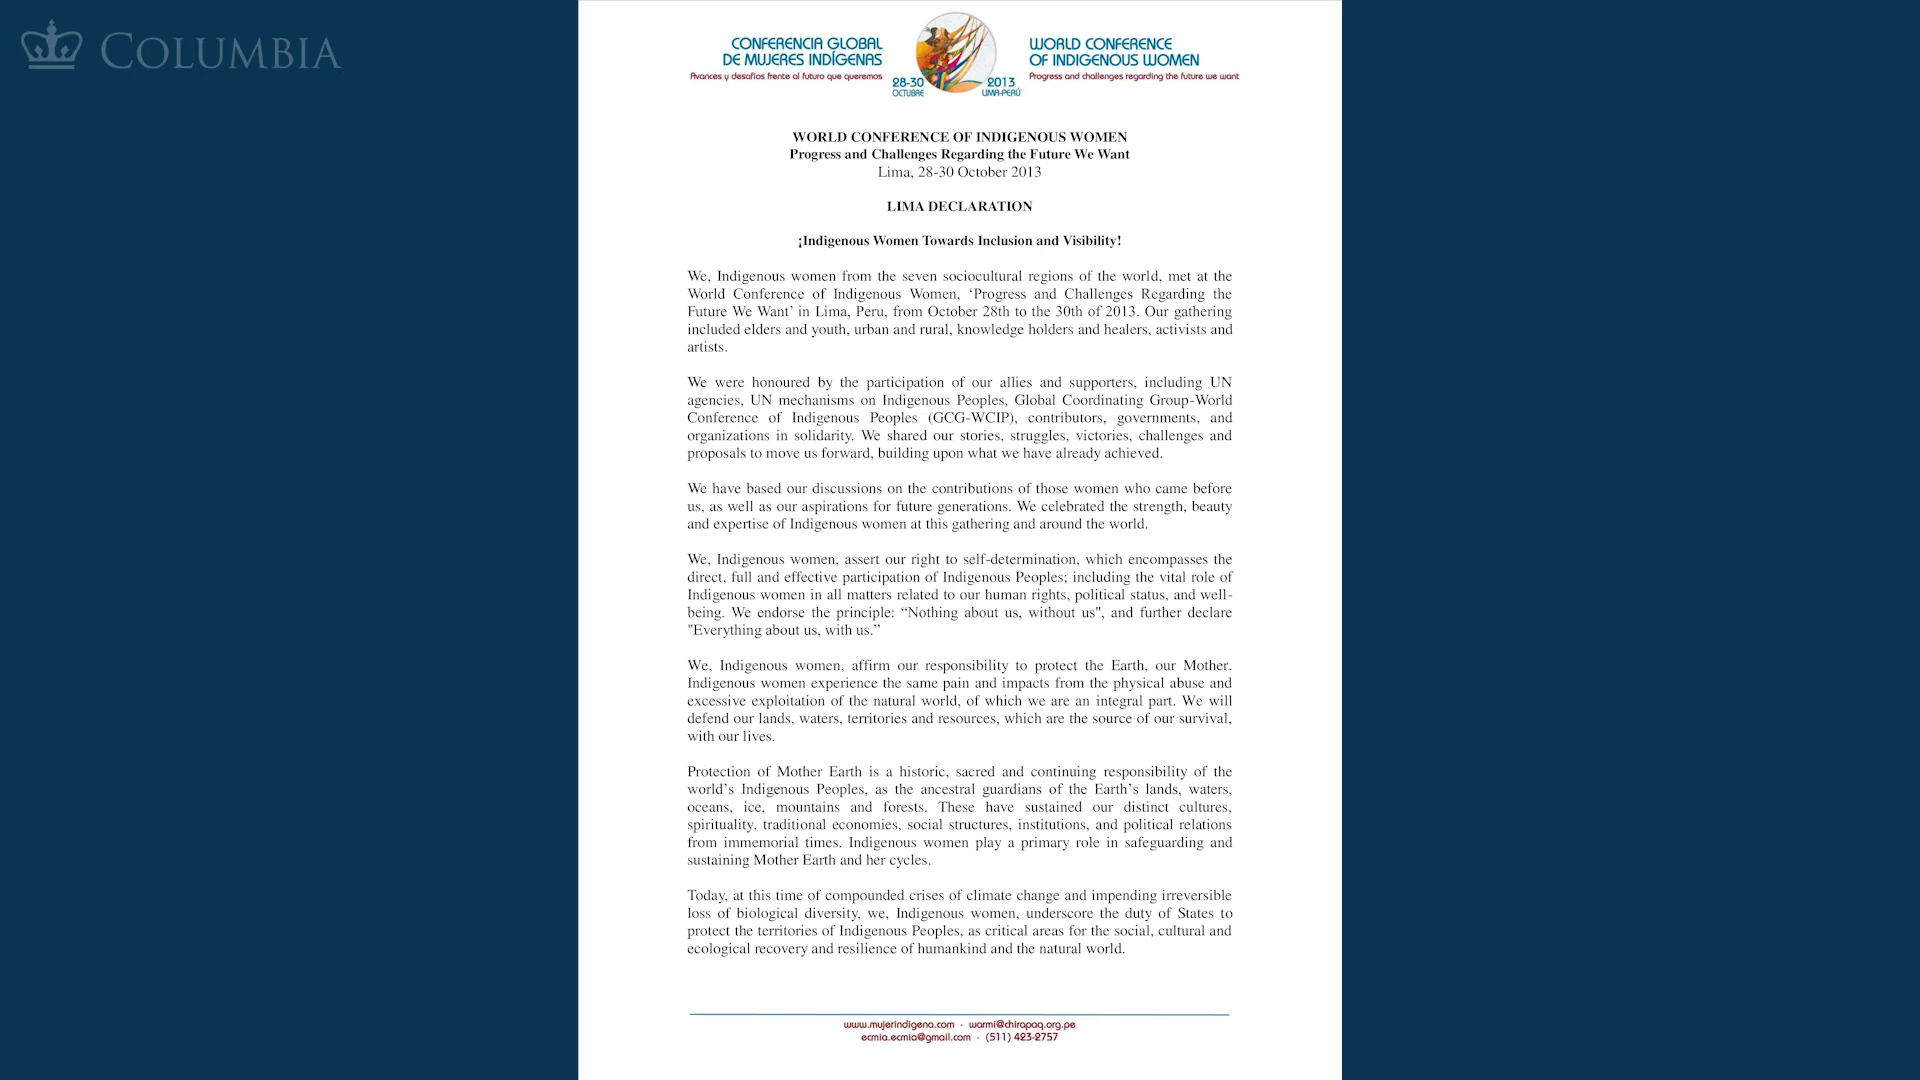 COLUMBIA
CONFERENCIA GLOBAL
DE MUJERES INDÍGENAS
Avances y desafíos frente al futuro que queremos
28-30
OCTUBRE
2013
LIMA-PERÚ
WORLD CONFERENCE
OF INDIGENOUS WOMEN
Progress and challenges regarding the future we want
WORLD CONFERENCE OF INDIGENOUS WOMEN
Progress and Challenges Regarding the Future We Want
Lima, 28-30 October 2013
LIMA DECLARATION
¡Indigenous Women Towards Inclusion and Visibility!
We, Indigenous women from the seven sociocultural regions of the world, met at the
World Conference of Indigenous Women, ‘Progress and Challenges Regarding the
Future We Want’ in Lima, Peru, from October 28th to the 30th of 2013. Our gathering
included elders and youth, urban and rural, knowledge holders and healers, activists and
artists.
We were honoured by the participation of our allies and supporters, including UN
agencies, UN mechanisms on Indigenous Peoples, Global Coordinating Group-World
Conference of Indigenous Peoples (GCG-WCIP), contributors, governments, and
organizations in solidarity. We shared our stories, struggles, victories, challenges and
proposals to move us forward, building upon what we have already achieved.
We have based our discussions on the contributions of those women who came before
us, as well as our aspirations for future generations. We celebrated the strength, beauty
and expertise of Indigenous women at this gathering and around the world.
We, Indigenous women, assert our right to self-determination, which encompasses the
direct, full and effective participation of Indigenous Peoples; including the vital role of
Indigenous women in all matters related to our human rights, political status, and well-
being. We endorse the principle: “Nothing about us, without us", and further declare
"Everything about us, with us.”
We, Indigenous women, affirm our responsibility to protect the Earth, our Mother.
Indigenous women experience the same pain and impacts from the physical abuse and
excessive exploitation of the natural world, of which we are an integral part. We will
defend our lands, waters, territories and resources, which are the source of our survival,
with our lives.
Protection of Mother Earth is a historic, sacred and continuing responsibility of the
world’s Indigenous Peoples, as the ancestral guardians of the Earth’s lands, waters,
oceans, ice, mountains and forests. These have sustained our distinct cultures,
spirituality, traditional economies, social structures, institutions, and political relations
from immemorial times. Indigenous women play a primary role in safeguarding and
sustaining Mother Earth and her cycles.
Today, at this time of compounded crises of climate change and impending irreversible
loss of biological diversity, we, Indigenous women, underscore the duty of States to
protect the territories of Indigenous Peoples, as critical areas for the social, cultural and
ecological recovery and resilience of humankind and the natural world.
www.mujerindigena.com · warmi@chirapaq.org.pe
ecmia.ecmia@gmail.com · (511) 423-2757